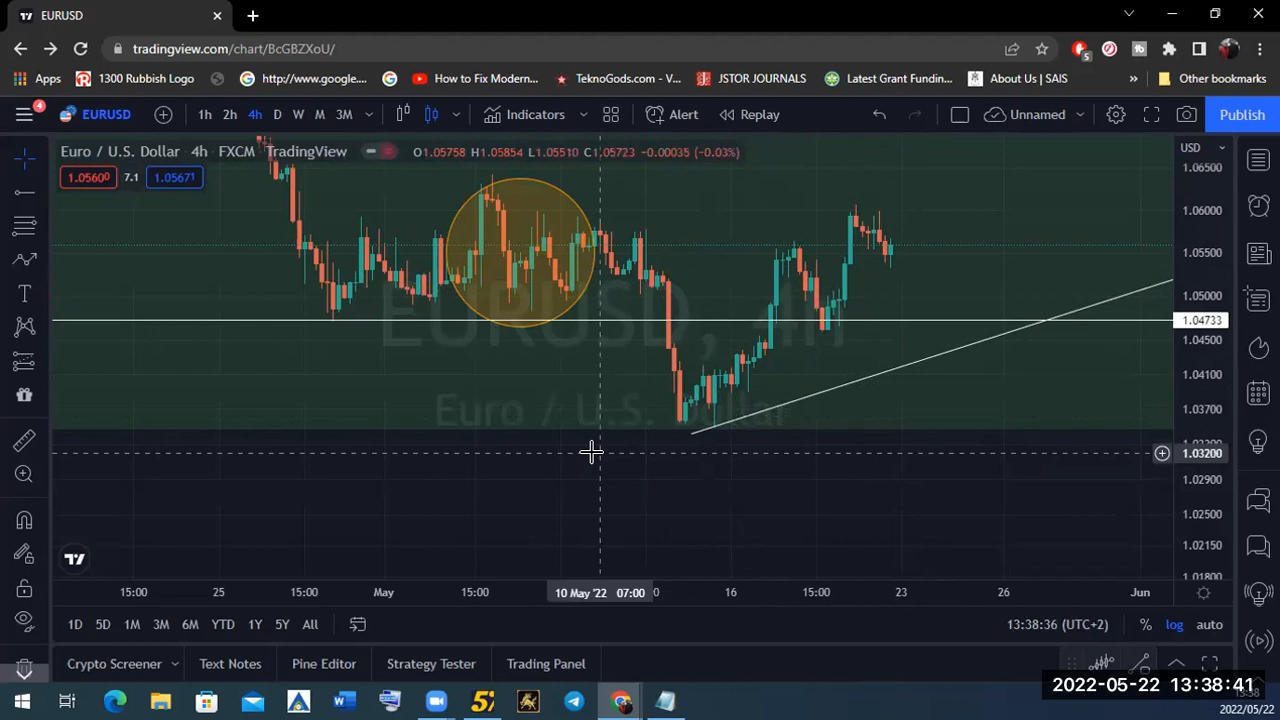 EURUSD
tradingview.com/chart/BcGBZXoU/
5
Apps 1300 Rubbish Logo http://www.google... How to Fix Modern... TeknoGods.com - V... JSTOR JOURNALS Latest Grant Fundin... About Us | SAIS » Other bookmarks
4 EURUSD 1h 2h 4h D W M 3M Indicators Alert Replay Unnamed Publish
Euro / U.S. Dollar 4h FXCM TradingView O1.05758 H1.05854 L1.05510 C1.05723 -0.00035 (-0.03%) USD
1.05600 7.1 1.05671
1.06500
1.06000
1.05500
1.05000
1.04733
1.04500
1.04100
1.03700
1.03200
1.02900
1.02500
1.02150
1.01800
EURUSD, 4h
Euro / U.S. Dollar
15:00 25 15:00 May 15:00 10 May '22 07:00 0 16 15:00 23 26 Jun
1D 5D 1M 3M 6M YTD 1Y 5Y All 13:38:36 (UTC+2) % log auto
Crypto Screener Text Notes Pine Editor Strategy Tester Trading Panel
2022-05-22 13:38:41
13:38
2022/05/22